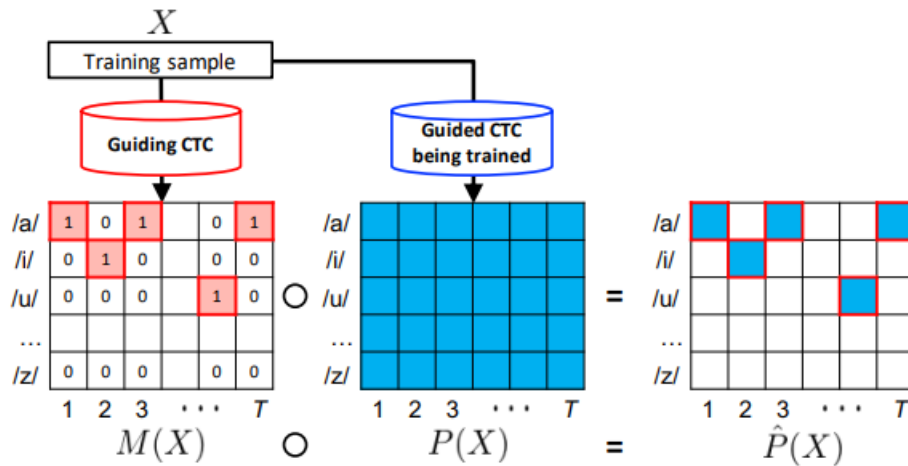 X
Training sample
Guiding CTC
Guided CTC
being trained
/a/ 1 0 1 0 1
/i/ 0 1 0 0 0
/u/ 0 0 0 1 0 ○ =
...
/z/ 0 0 0 0 0
1 2 3 ··· T
M(X) ○ P(X) = P̂(X)
/a/
/i/
/u/
...
/z/
1 2 3 ··· T
1 2 3 ··· T